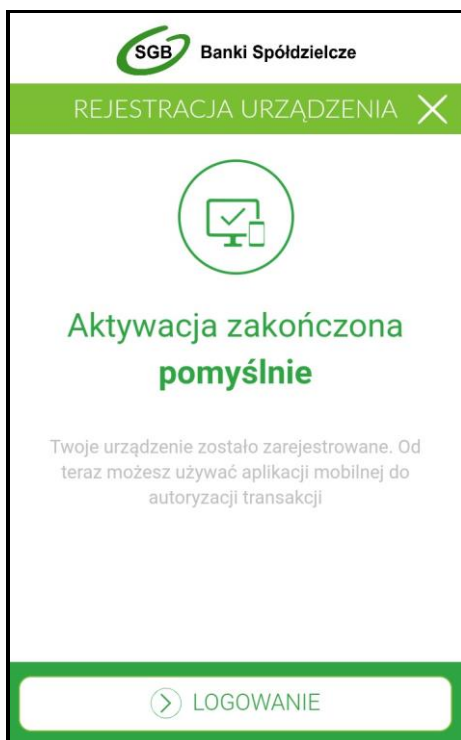 SGB Banki Spółdzielcze
REJESTRACJA URZĄDZENIA
Aktywacja zakończona
pomyślnie
Twoje urządzenie zostało zarejestrowane. Od
teraz możesz używać aplikacji mobilnej do
autoryzacji transakcji
LOGOWANIE